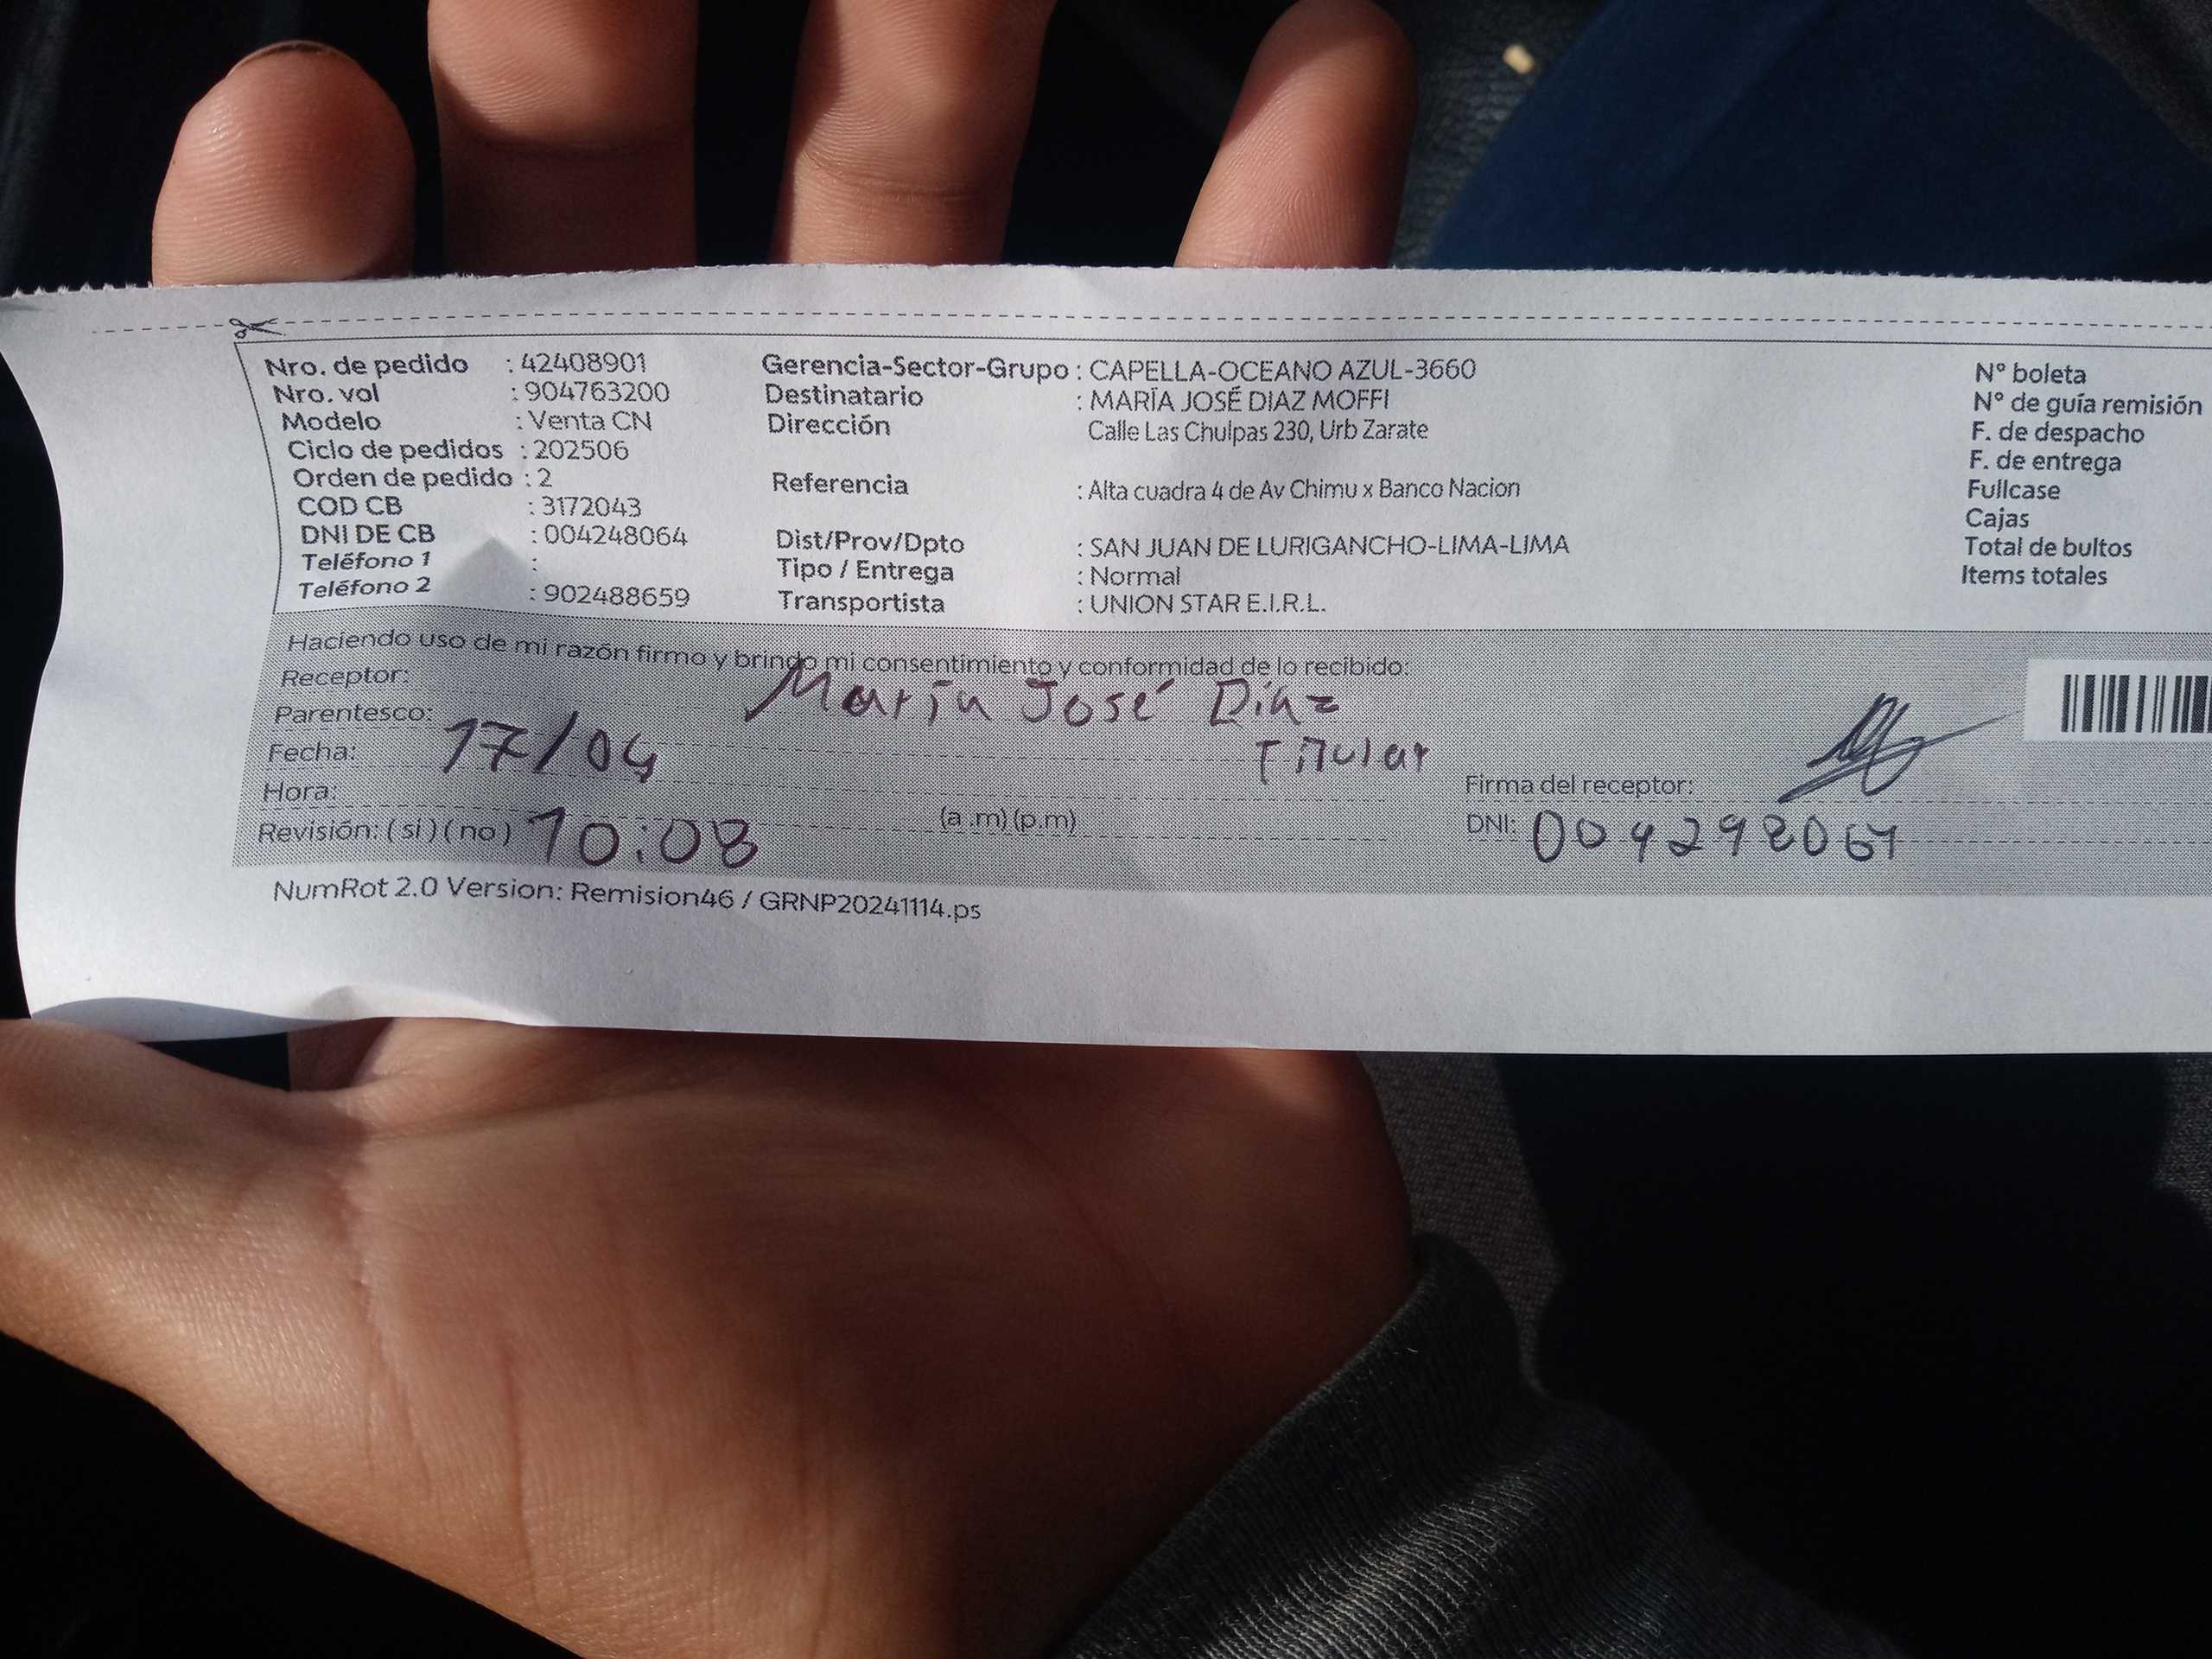 Nro. de pedido : 42408901
Nro. vol : 904763200
Modelo : Venta CN
Ciclo de pedidos : 202506
Orden de pedido : 2
COD CB : 3172043
DNI DE CB : 004248064
Teléfono 1 :
Teléfono 2 : 902488659
Gerencia-Sector-Grupo : CAPELLA-OCEANO AZUL-3660
Destinatario : MARÍA JOSÉ DIAZ MOFFI
Dirección Calle Las Chulpas 230, Urb Zarate
Referencia : Alta cuadra 4 de Av Chimu x Banco Nacion
Dist/Prov/Dpto : SAN JUAN DE LURIGANCHO-LIMA-LIMA
Tipo / Entrega : Normal
Transportista : UNION STAR E.I.R.L.
N° boleta
N° de guía remisión
F. de despacho
F. de entrega
Fullcase
Cajas
Total de bultos
Items totales
Haciendo uso de mi razón firmo y brindo mi consentimiento y conformidad de lo recibido:
Receptor: María José Díaz
Parentesco: Titular
Fecha: 17/04
Hora: 10:08 (a .m) (p.m)
Revisión: ( si ) ( no )
Firma del receptor:
DNI: 004248064
NumRot 2.0 Version: Remision46 / GRNP20241114.ps